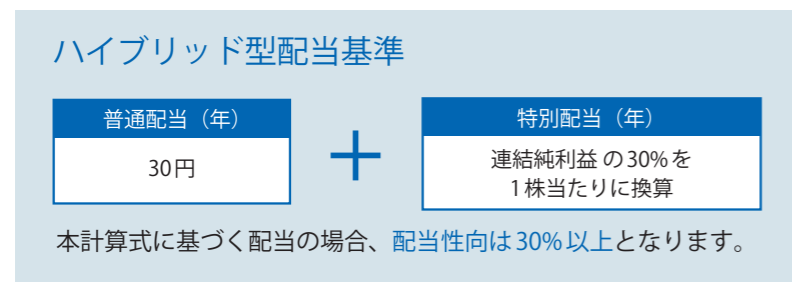 ハイブリッド型配当基準
普通配当（年）
30円
＋
特別配当（年）
連結純利益の30%を
1株当たりに換算
本計算式に基づく配当の場合、配当性向は30%以上となります。